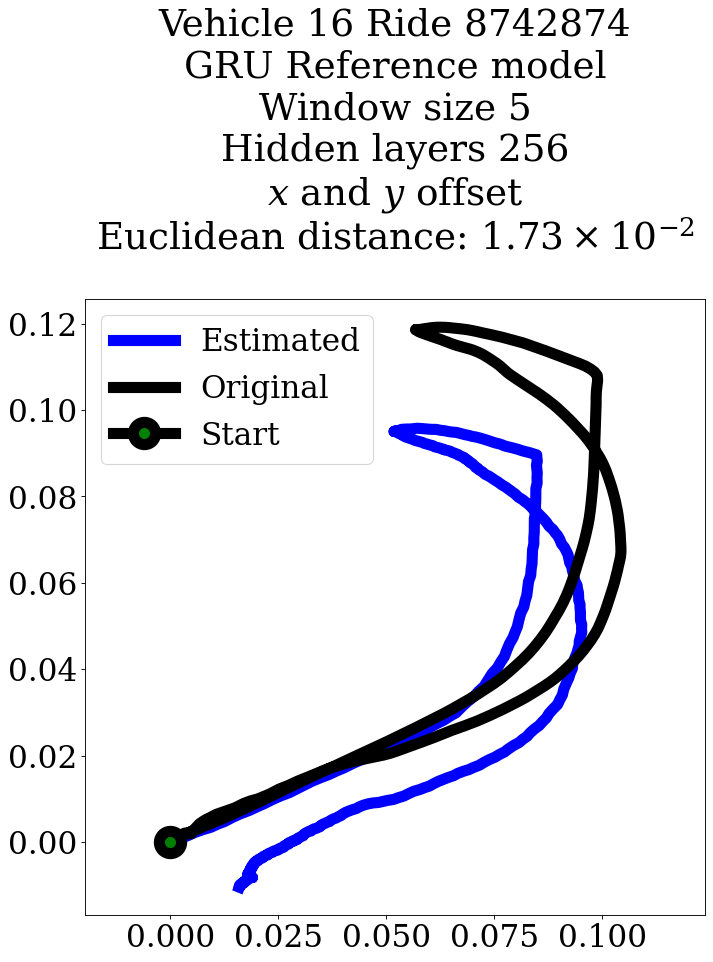 Vehicle 16 Ride 8742874
GRU Reference model
Window size 5
Hidden layers 256
x and y offset
Euclidean distance: 1.73 × 10⁻²
Estimated
Original
Start
0.12
0.10
0.08
0.06
0.04
0.02
0.00
0.000 0.025 0.050 0.075 0.100